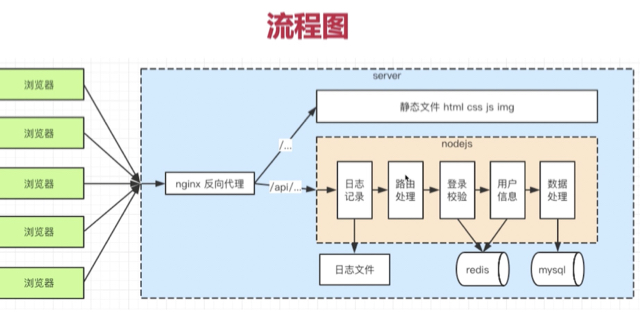 流程图
server
浏览器
浏览器
浏览器
浏览器
浏览器
nginx 反向代理
/...
/api/...
静态文件 html css js img
nodejs
日志
记录
路由
处理
登录
校验
用户
信息
数据
处理
日志文件
redis
mysql